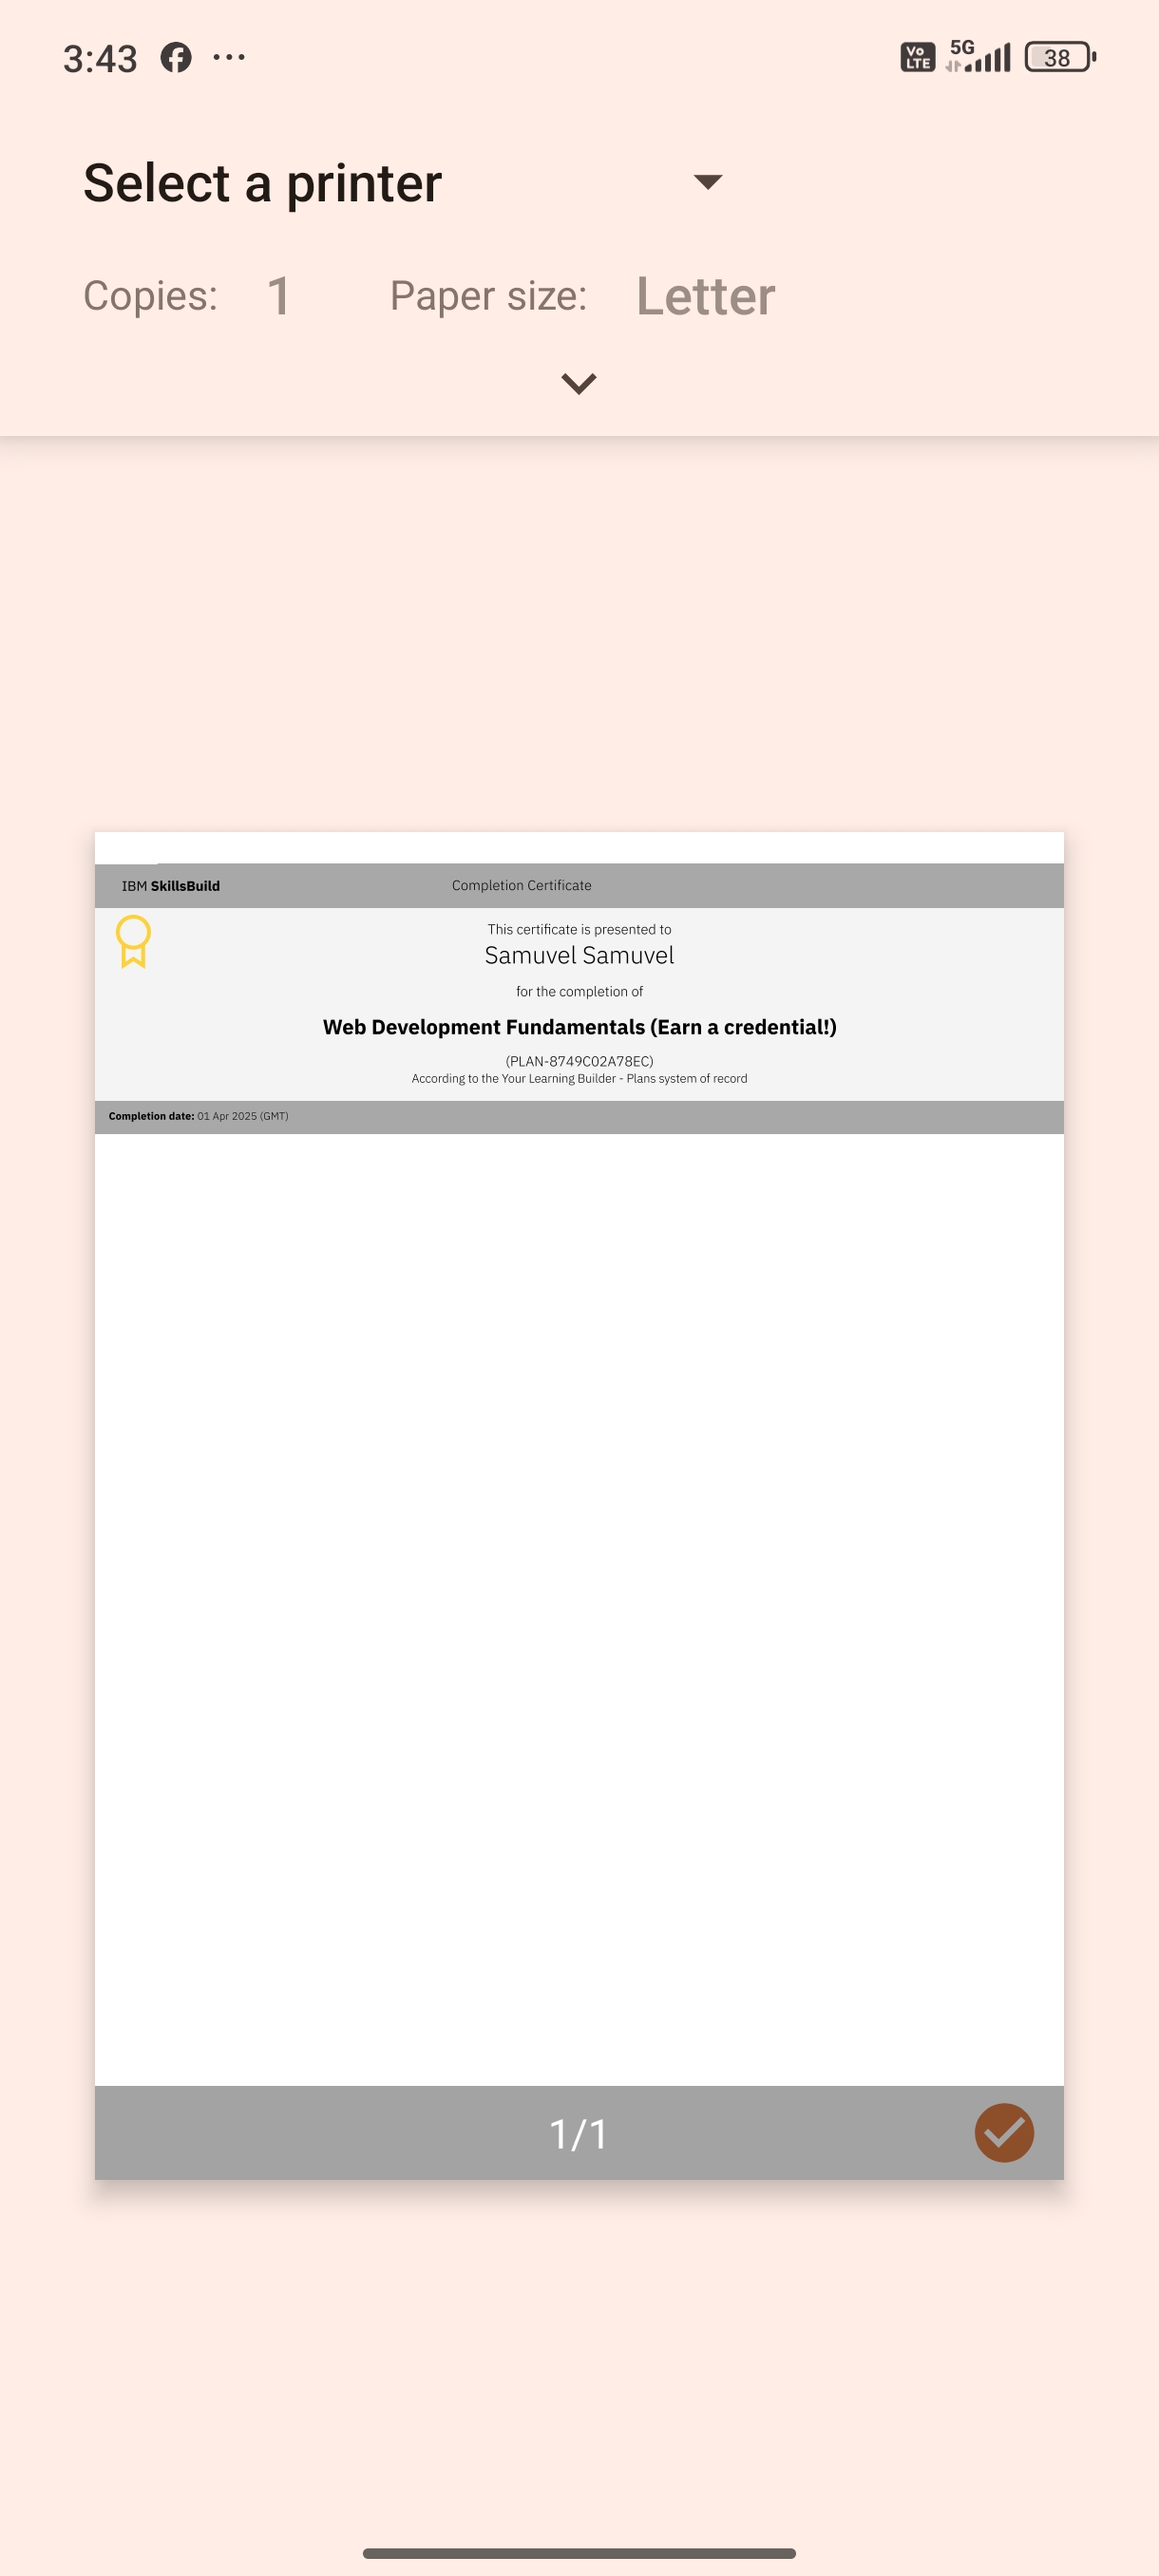 3:43 ... Vo LTE 5G 38
Select a printer
Copies: 1 Paper size: Letter
IBM SkillsBuild Completion Certificate
This certificate is presented to
Samuvel Samuvel
for the completion of
Web Development Fundamentals (Earn a credential!)
(PLAN-8749C02A78EC)
According to the Your Learning Builder - Plans system of record
Completion date: 01 Apr 2025 (GMT)
1/1